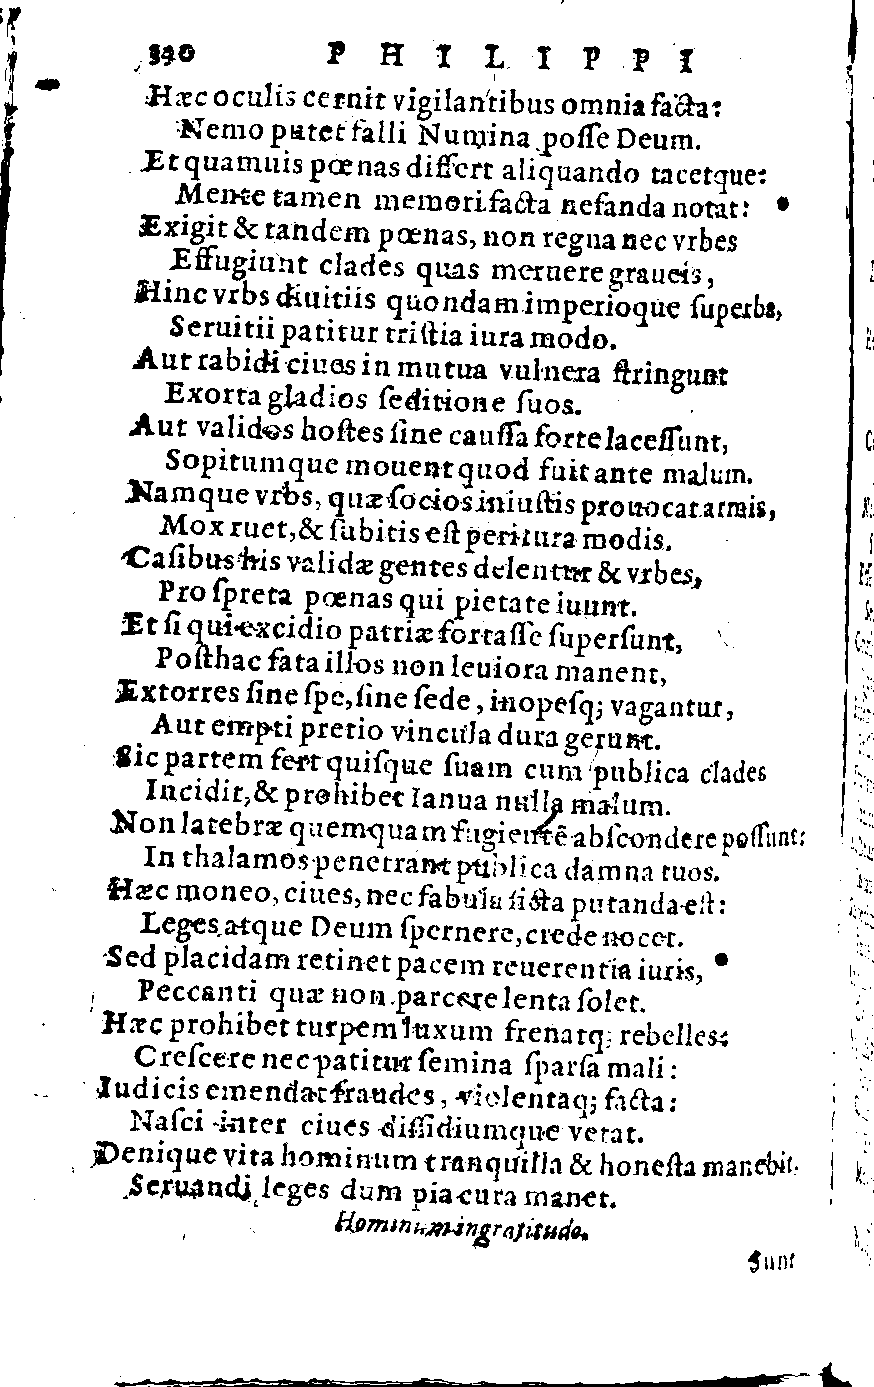 340 PHILIPPI
Hæc oculis cernit vigilantibus omnia facta:
Nemo putet falli Numina posse Deum.
Et quamuis pœnas differt aliquando tacetque:
Mente tamen memori facta nefanda notat:
Exigit & tandem pœnas, non regna nec vrbes
Effugiunt clades quas meruere graueis,
Hinc vrbs diuitiis quondam imperioque superba,
Seruitii patitur tristia iura modo.
Aut rabidi ciues in mutua vulnera stringunt
Exorta gladios seditione suos.
Aut validos hostes sine caussa forte lacessunt,
Sopitumque mouent quod fuit ante malum.
Namque vrbs, quæ socios iniustis prouocat armis,
Mox ruet, & subitis est peritura modis.
Casibus his validæ gentes delentur & vrbes,
Pro spreta pœnas qui pietate iuunt.
Et si qui excidio patriæ fortasse supersunt,
Posthac fata illos non leuiora manent,
Extorres sine spe, sine sede, inopesq; vagantur,
Aut empti pretio vincula dura gerunt.
Sic partem fert quisque suam cum publica clades
Incidit, & prohibet Ianua nulla malum.
Non latebræ quemquam fugientē abscondere possunt:
In thalamos penetrant publica damna tuos.
Hæc moneo, ciues, nec fabula ficta putanda est:
Leges atque Deum spernere, crede nocet.
Sed placidam retinet pacem reuerentia iuris,
Peccanti quæ non parcere lenta solet.
Hæc prohibet turpem luxum frenatq; rebelles:
Crescere nec patitur semina sparsa mali:
Iudicis emendat fraudes, violentaq; facta:
Nasci inter ciues dissidiumque vetat.
Denique vita hominum tranquilla & honesta manebit.
Seruandi leges dum pia cura manet.
Hominum ingratitudo.
Sunt